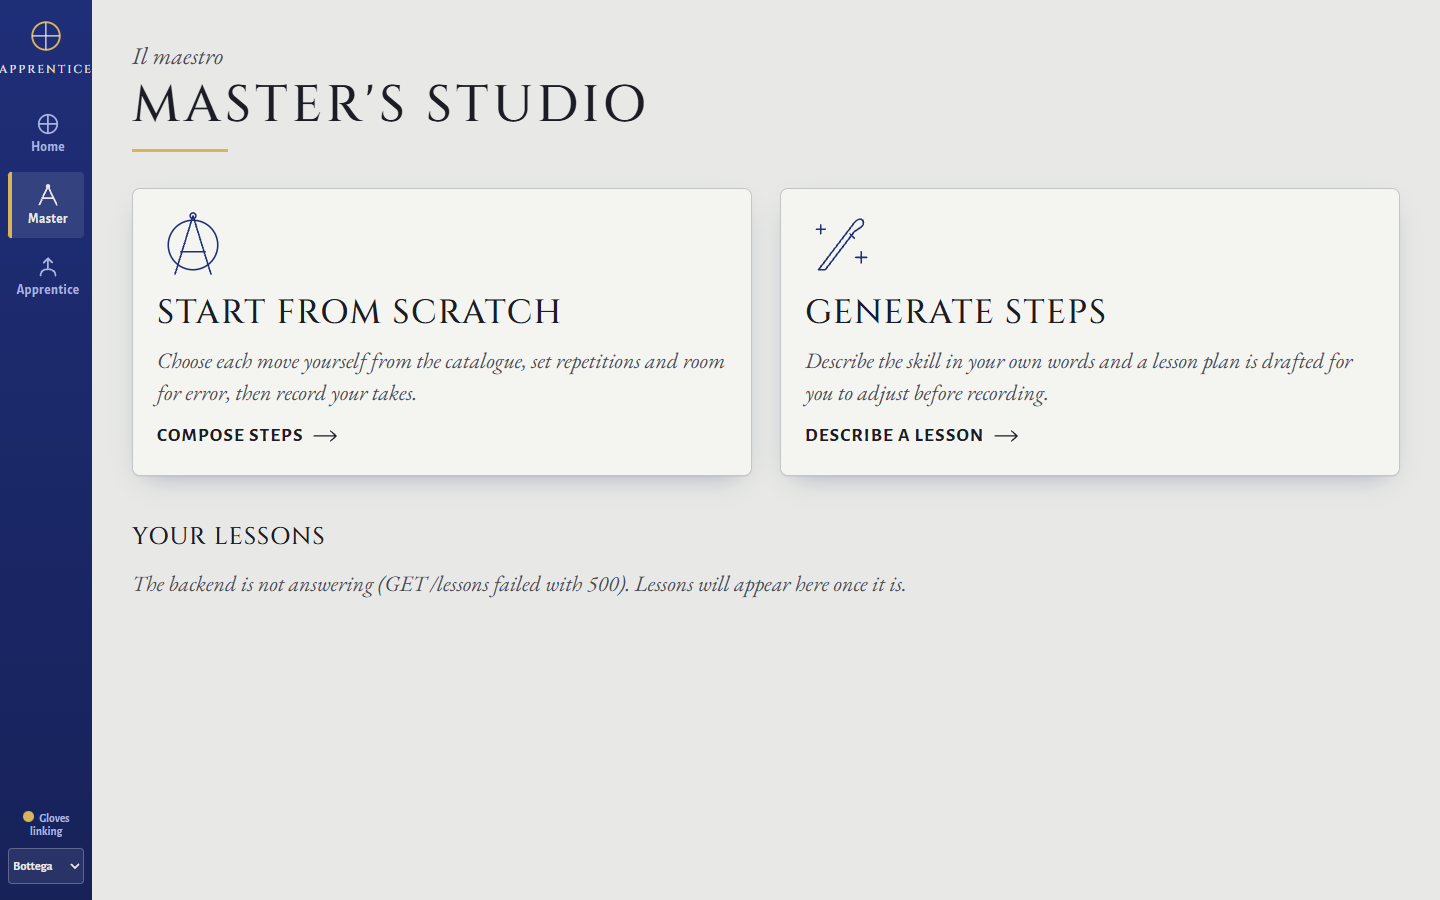 APPRENTICE
Home
Master
Apprentice
Gloves
linking
Bottega
Il maestro
MASTER'S STUDIO
START FROM SCRATCH
Choose each move yourself from the catalogue, set repetitions and room
for error, then record your takes.
COMPOSE STEPS
GENERATE STEPS
Describe the skill in your own words and a lesson plan is drafted for
you to adjust before recording.
DESCRIBE A LESSON
YOUR LESSONS
The backend is not answering (GET /lessons failed with 500). Lessons will appear here once it is.